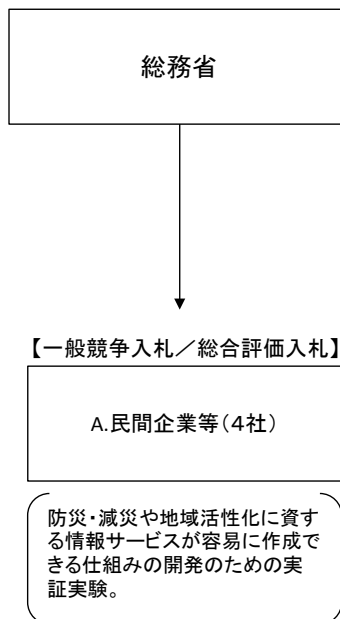 総務省
【一般競争入札／総合評価入札】
A.民間企業等（４社）
防災・減災や地域活性化に資す
る情報サービスが容易に作成で
きる仕組みの開発のための実
証実験。